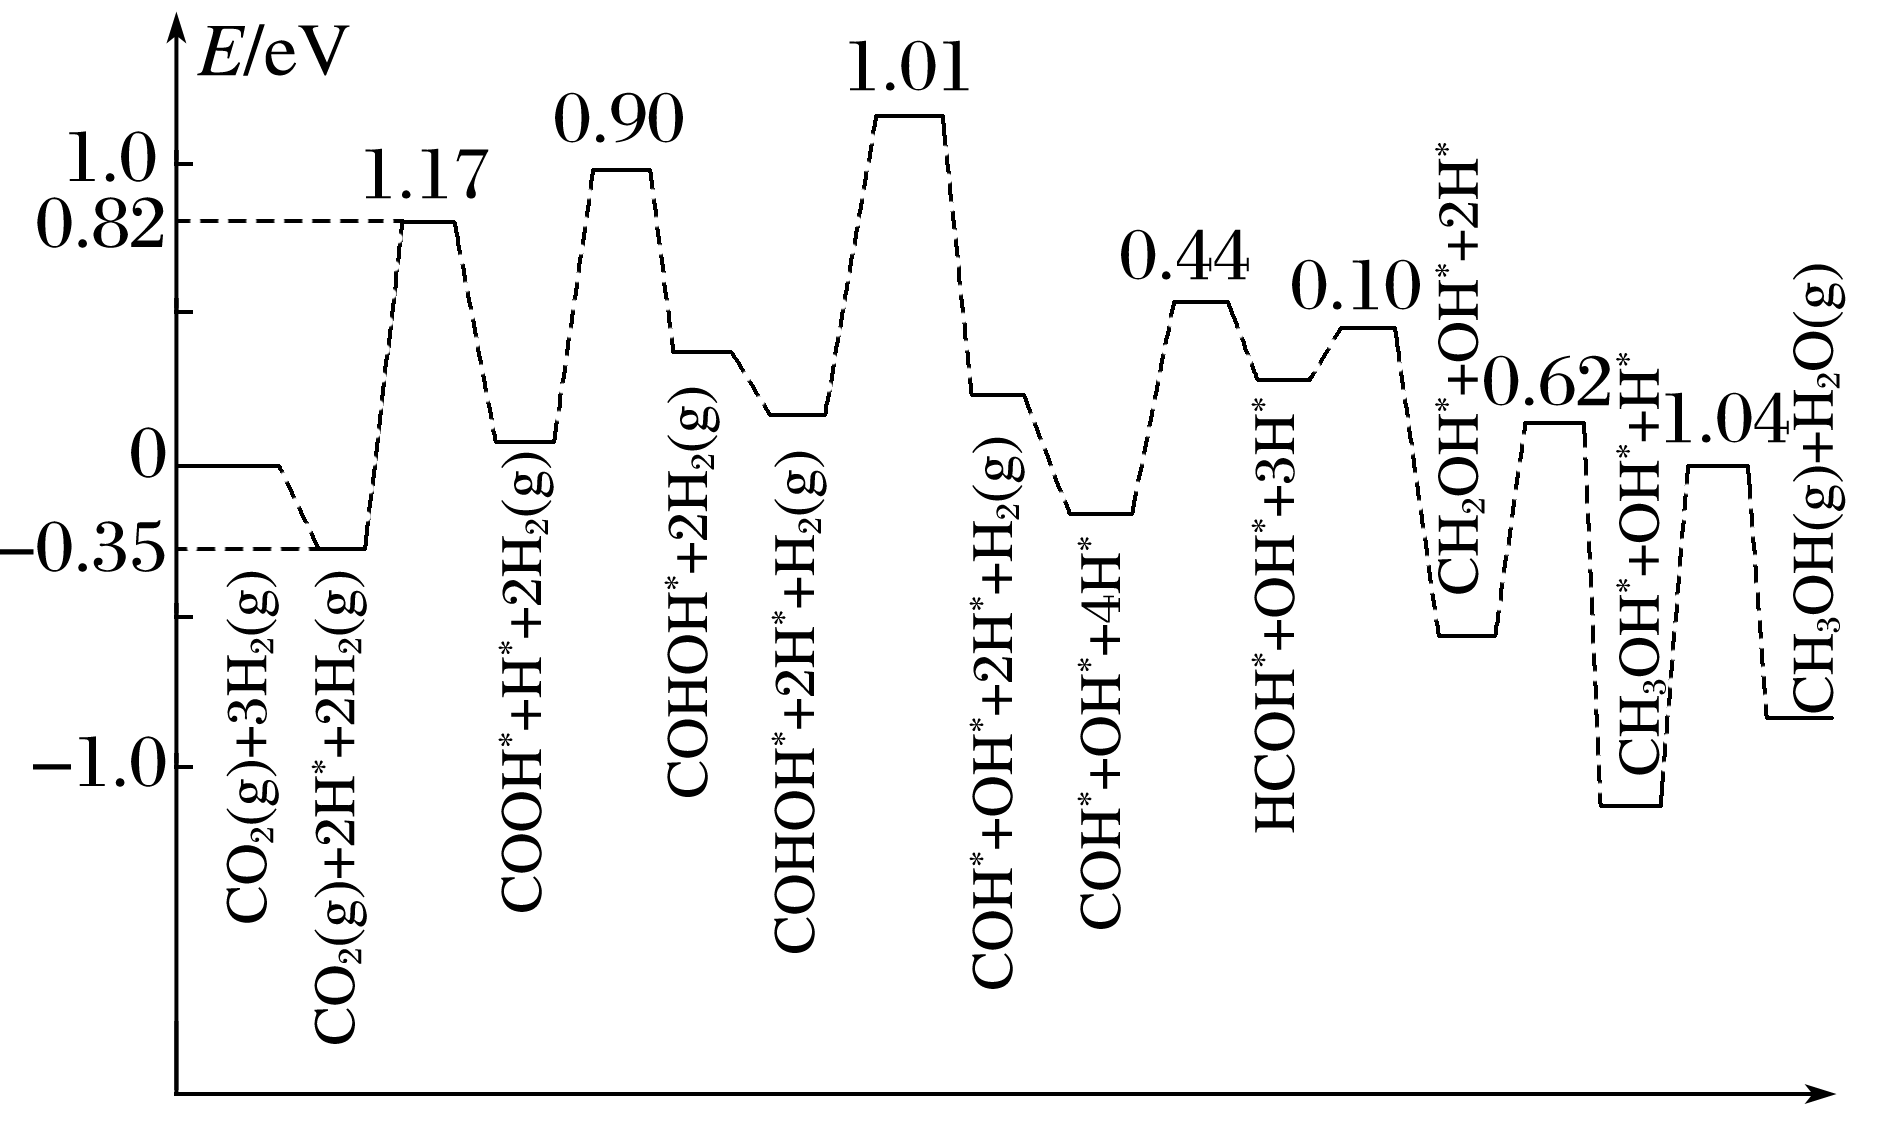 E/eV
1.0
0.82
0
−0.35
−1.0
1.17
0.90
1.01
0.44
0.10
0.62
1.04
CO₂(g)+3H₂(g)
CO₂(g)+2H*+2H₂(g)
COOH*+H*+2H₂(g)
COHOH*+2H₂(g)
COHOH*+2H*+H₂(g)
COH*+OH*+2H*+H₂(g)
COH*+OH*+4H*
HCOH*+OH*+3H*
CH₂OH*+OH*+2H*
CH₃OH*+OH*+H*
CH₃OH(g)+H₂O(g)